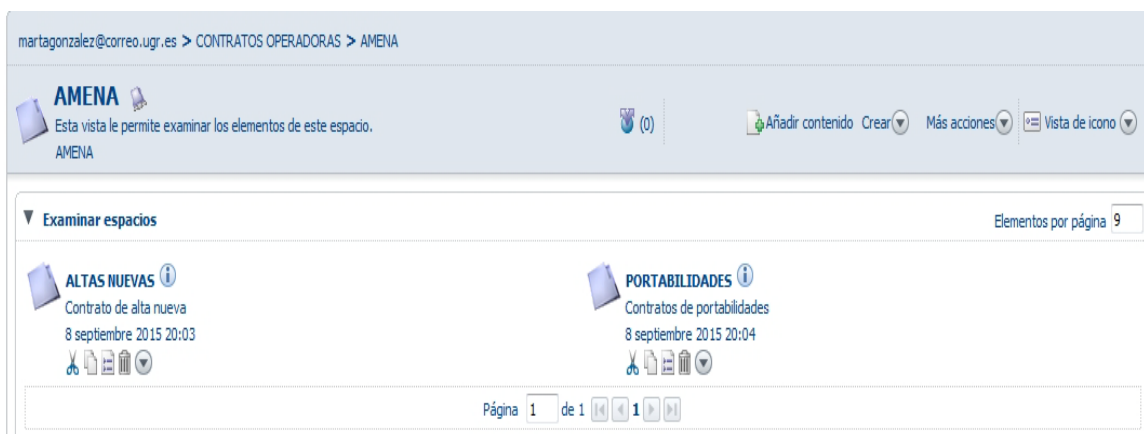 martagonzalez@correo.ugr.es > CONTRATOS OPERADORAS > AMENA
AMENA
Esta vista le permite examinar los elementos de este espacio.
AMENA
(0)
Añadir contenido Crear Más acciones Vista de icono
Examinar espacios
Elementos por página 9
ALTAS NUEVAS
Contrato de alta nueva
8 septiembre 2015 20:03
PORTABILIDADES
Contratos de portabilidades
8 septiembre 2015 20:04
Página 1 de 1 1